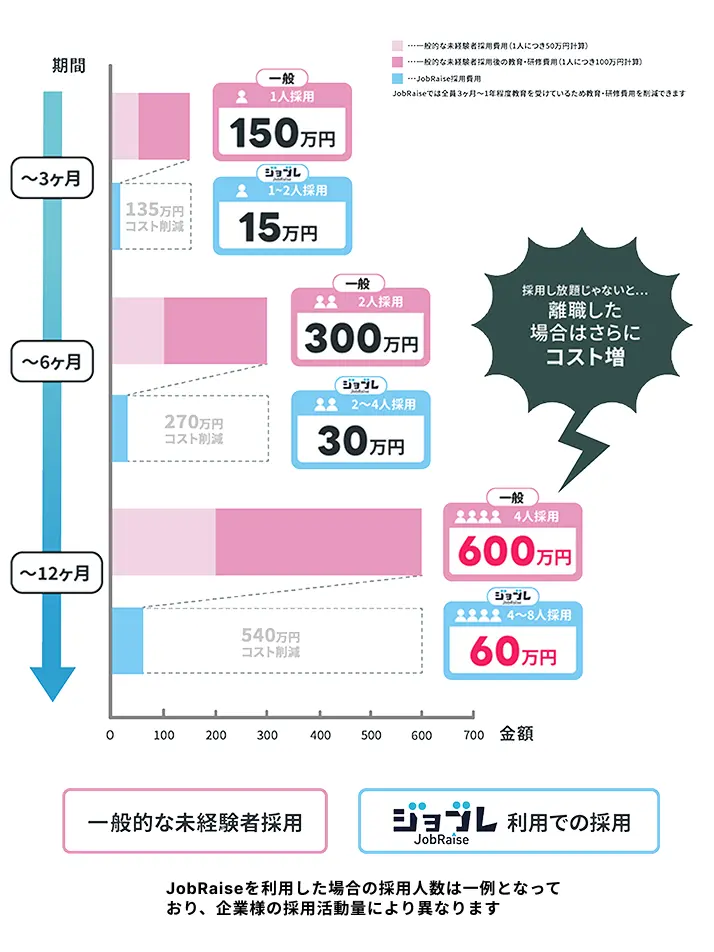 …一般的な未経験者採用費用(1人につき50万円計算)
…一般的な未経験者採用後の教育・研修費用(1人につき100万円計算)
…JobRaise採用費用
JobRaiseでは全員3ヶ月～1年程度教育を受けているため教育・研修費用を削減できます
期間
～3ヶ月
一般
1人採用
150万円
ジョブレ
JobRaise
1~2人採用
15万円
135万円
コスト削減
～6ヶ月
一般
2人採用
300万円
ジョブレ
JobRaise
2～4人採用
30万円
270万円
コスト削減
採用し放題じゃないと…
離職した
場合はさらに
コスト増
～12ヶ月
一般
4人採用
600万円
ジョブレ
JobRaise
4～8人採用
60万円
540万円
コスト削減
0 100 200 300 400 500 600 700 金額
一般的な未経験者採用
ジョブレ 利用での採用
JobRaise
JobRaiseを利用した場合の採用人数は一例となって
おり、企業様の採用活動量により異なります